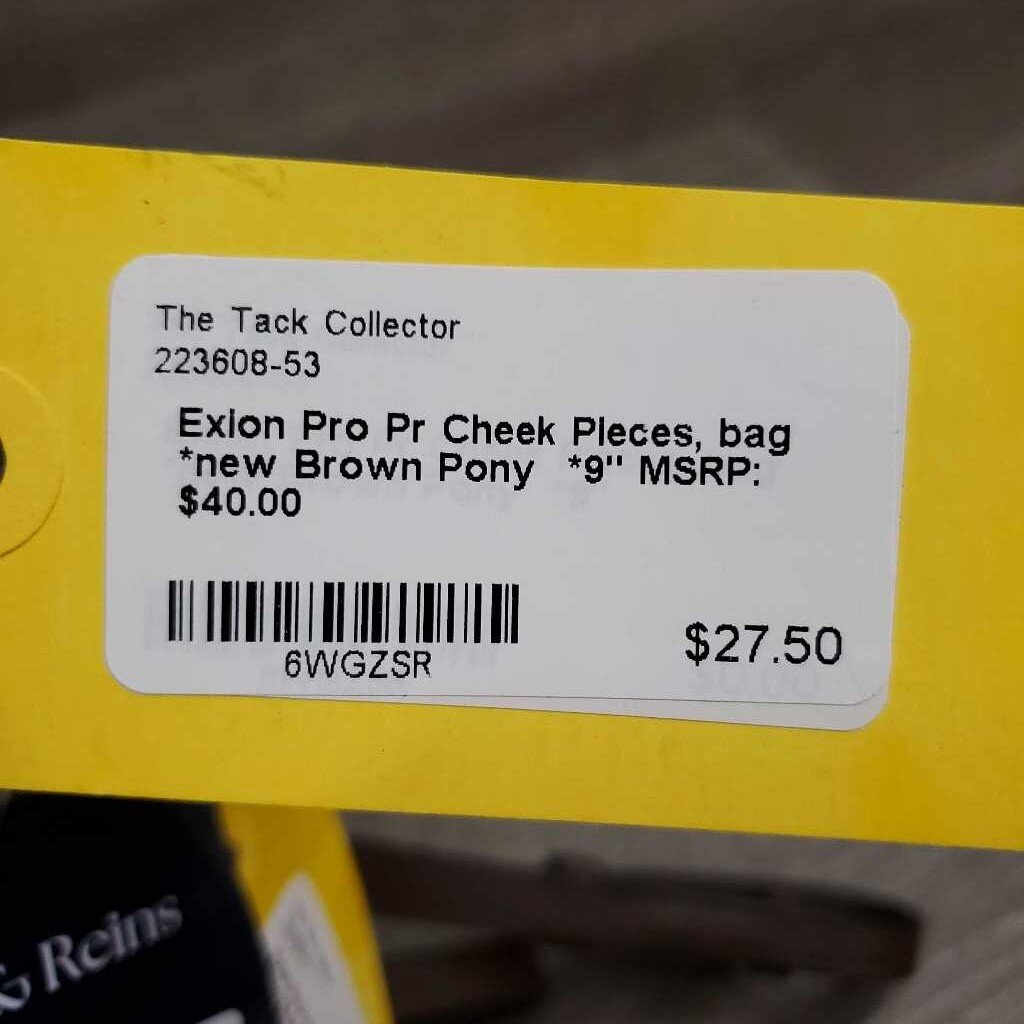 The Tack Collector
223608-53
Exion Pro Pr Cheek Pieces, bag
*new Brown Pony *9" MSRP:
$40.00
6WGZSR
$27.50
& Reins